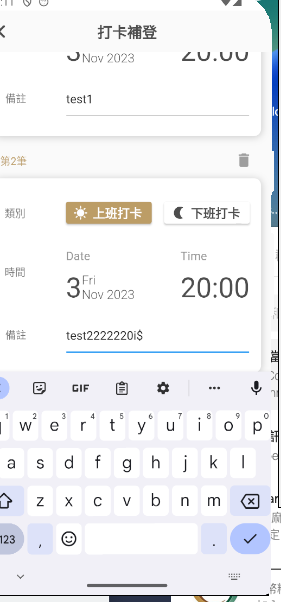 打卡補登
3 Nov 2023 20:00
備註 test1
第2筆
類別 上班打卡 下班打卡
Date Time
時間 3 Fri Nov 2023 20:00
備註 test2222220i$
GIF
w 2 e 3 r 4 t 5 y 6 u 7 i 8 o 9 p 0
a s d f g h j k l
z x c v b n m
123 , .